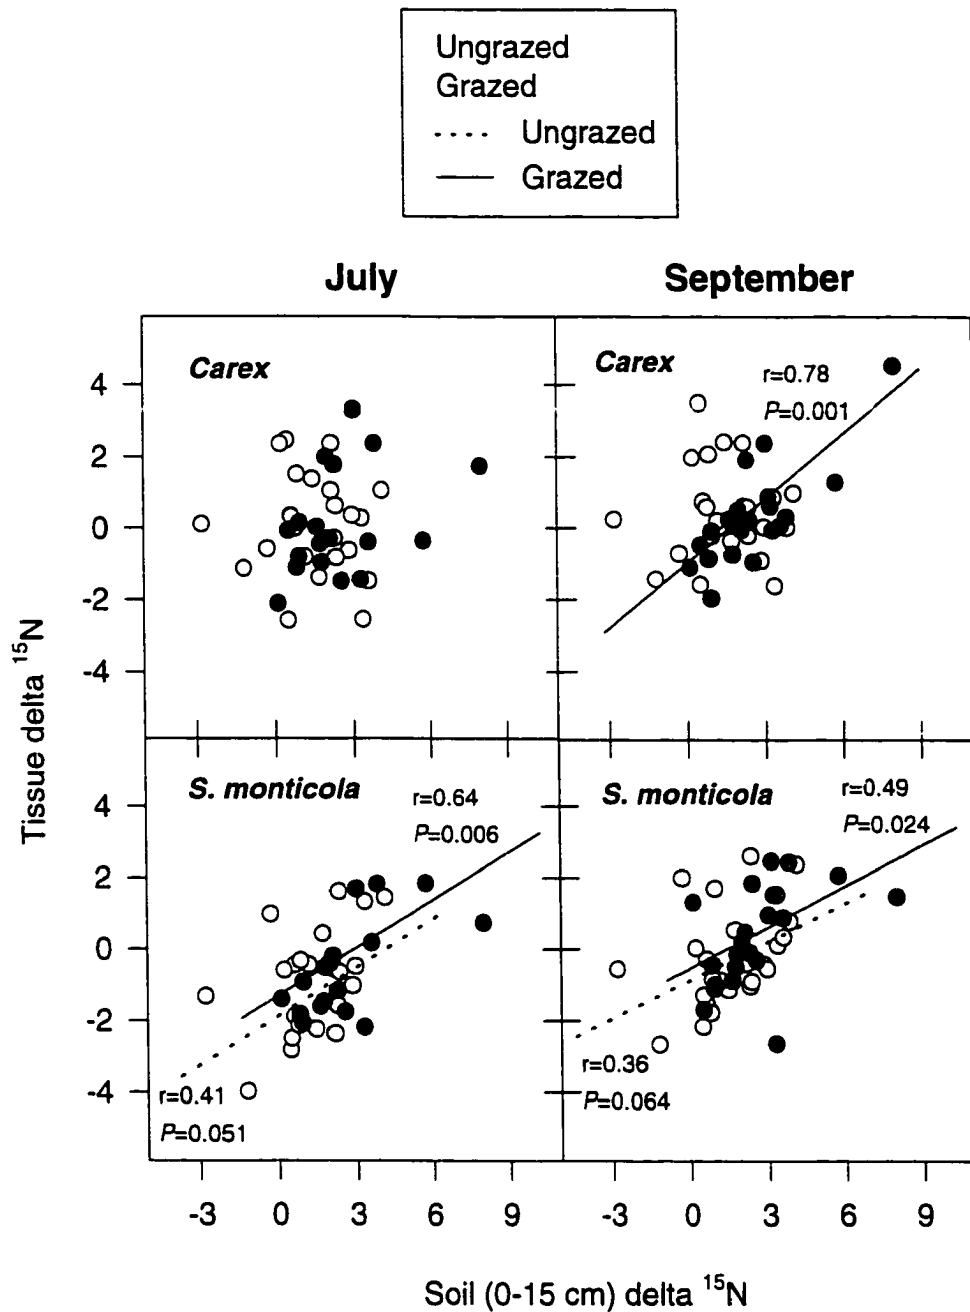 Ungrazed
Grazed
Ungrazed
Grazed
July
September
Carex
Carex
r=0.78
P=0.001
4
2
0
-2
-4
S. monticola
r=0.64
P=0.006
S. monticola
r=0.49
P=0.024
4
2
0
-2
-4
r=0.41
P=0.051
r=0.36
P=0.064
Tissue delta ¹⁵N
-3 0 3 6 9 -3 0 3 6 9
Soil (0-15 cm) delta ¹⁵N